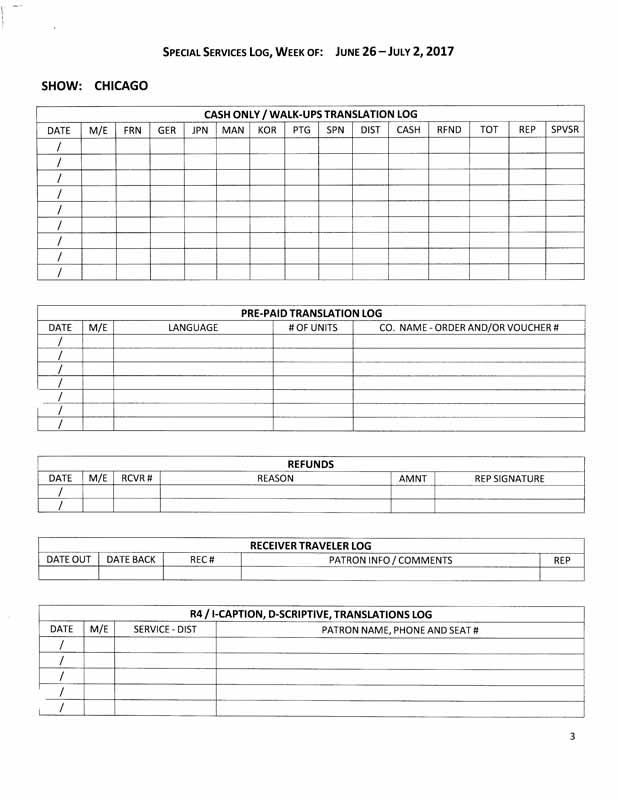 SPECIAL SERVICES LOG, WEEK OF: JUNE 26 – JULY 2, 2017
SHOW: CHICAGO
CASH ONLY / WALK-UPS TRANSLATION LOG
DATE M/E FRN GER JPN MAN KOR PTG SPN DIST CASH RFND TOT REP SPVSR
/
/
/
/
/
/
/
/
/
PRE-PAID TRANSLATION LOG
DATE M/E LANGUAGE # OF UNITS CO. NAME - ORDER AND/OR VOUCHER #
/
/
/
/
/
/
/
REFUNDS
DATE M/E RCVR # REASON AMNT REP SIGNATURE
/
/
RECEIVER TRAVELER LOG
DATE OUT DATE BACK REC # PATRON INFO / COMMENTS REP
R4 / I-CAPTION, D-SCRIPTIVE, TRANSLATIONS LOG
DATE M/E SERVICE - DIST PATRON NAME, PHONE AND SEAT #
/
/
/
/
/
3